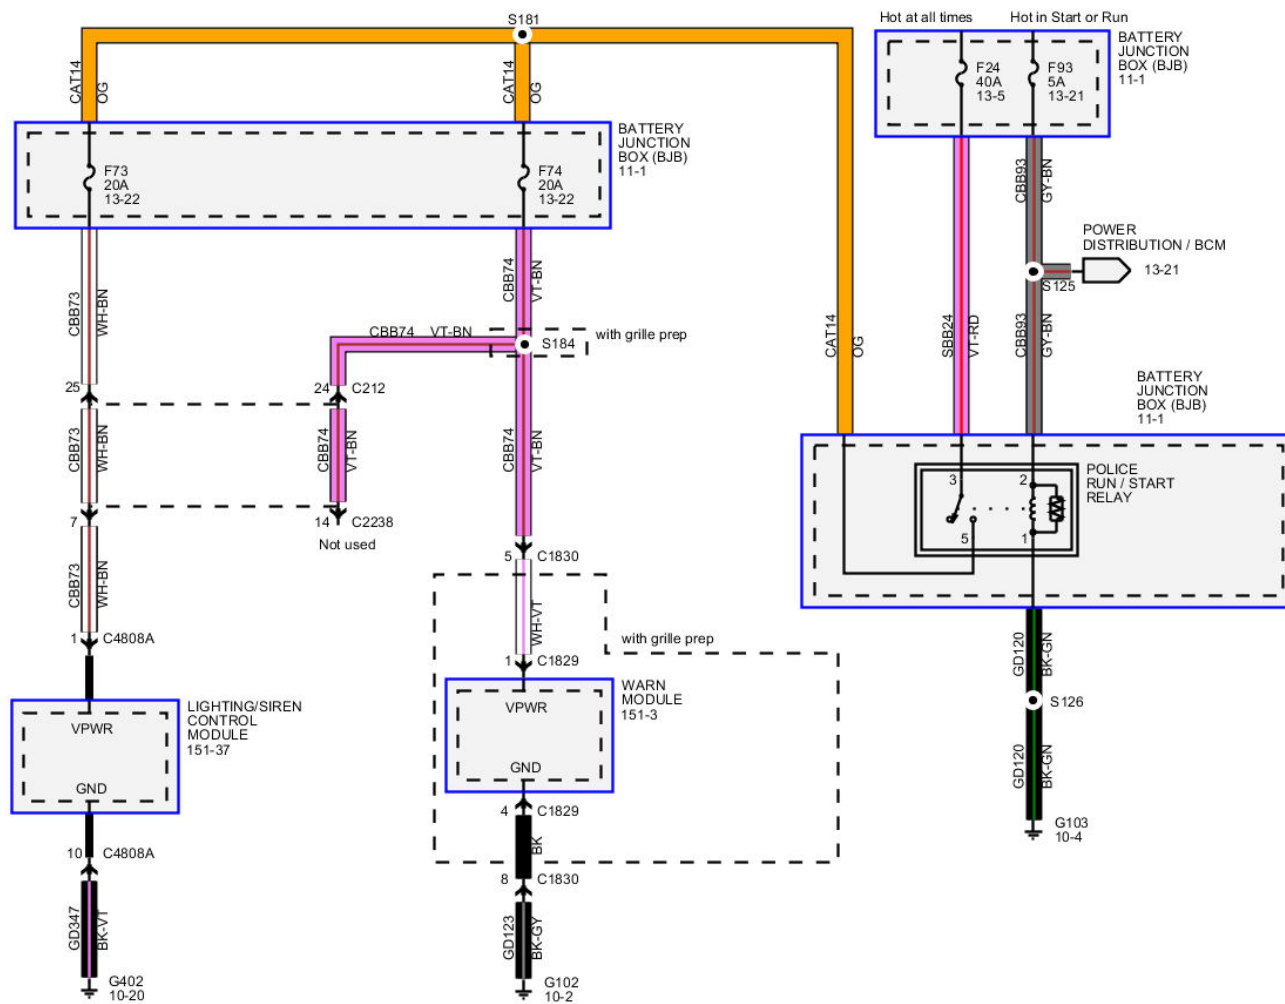 S181
Hot at all times
Hot in Start or Run
CAT14
OG
CAT14
OG
BATTERY
JUNCTION
BOX (BJB)
11-1
F24
40A
13-5
F93
5A
13-21
BATTERY
JUNCTION
BOX (BJB)
11-1
F73
20A
13-22
F74
20A
13-22
CBB93
GY-BN
POWER
DISTRIBUTION / BCM
13-21
S125
CBB73
WH-BN
CBB74
VT-BN
CBB74 VT-BN
S184
with grille prep
CAT14
OG
SBB24
VT-RD
CBB93
GY-BN
25
24
C212
BATTERY
JUNCTION
BOX (BJB)
11-1
CBB73
WH-BN
CBB74
VT-BN
CBB74
VT-BN
POLICE
RUN / START
RELAY
3
2
5
1
7
14
C2238
Not used
5
C1830
CBB73
WH-BN
WH-VT
with grille prep
1
C4808A
1
C1829
GD120
BK-GN
LIGHTING/SIREN
CONTROL
MODULE
151-37
VPWR
GND
WARN
MODULE
151-3
VPWR
GND
S126
GD120
BK-GN
4
C1829
BK
G103
10-4
10
C4808A
8
C1830
GD347
BK-VT
GD123
BK-GY
G402
10-20
G102
10-2